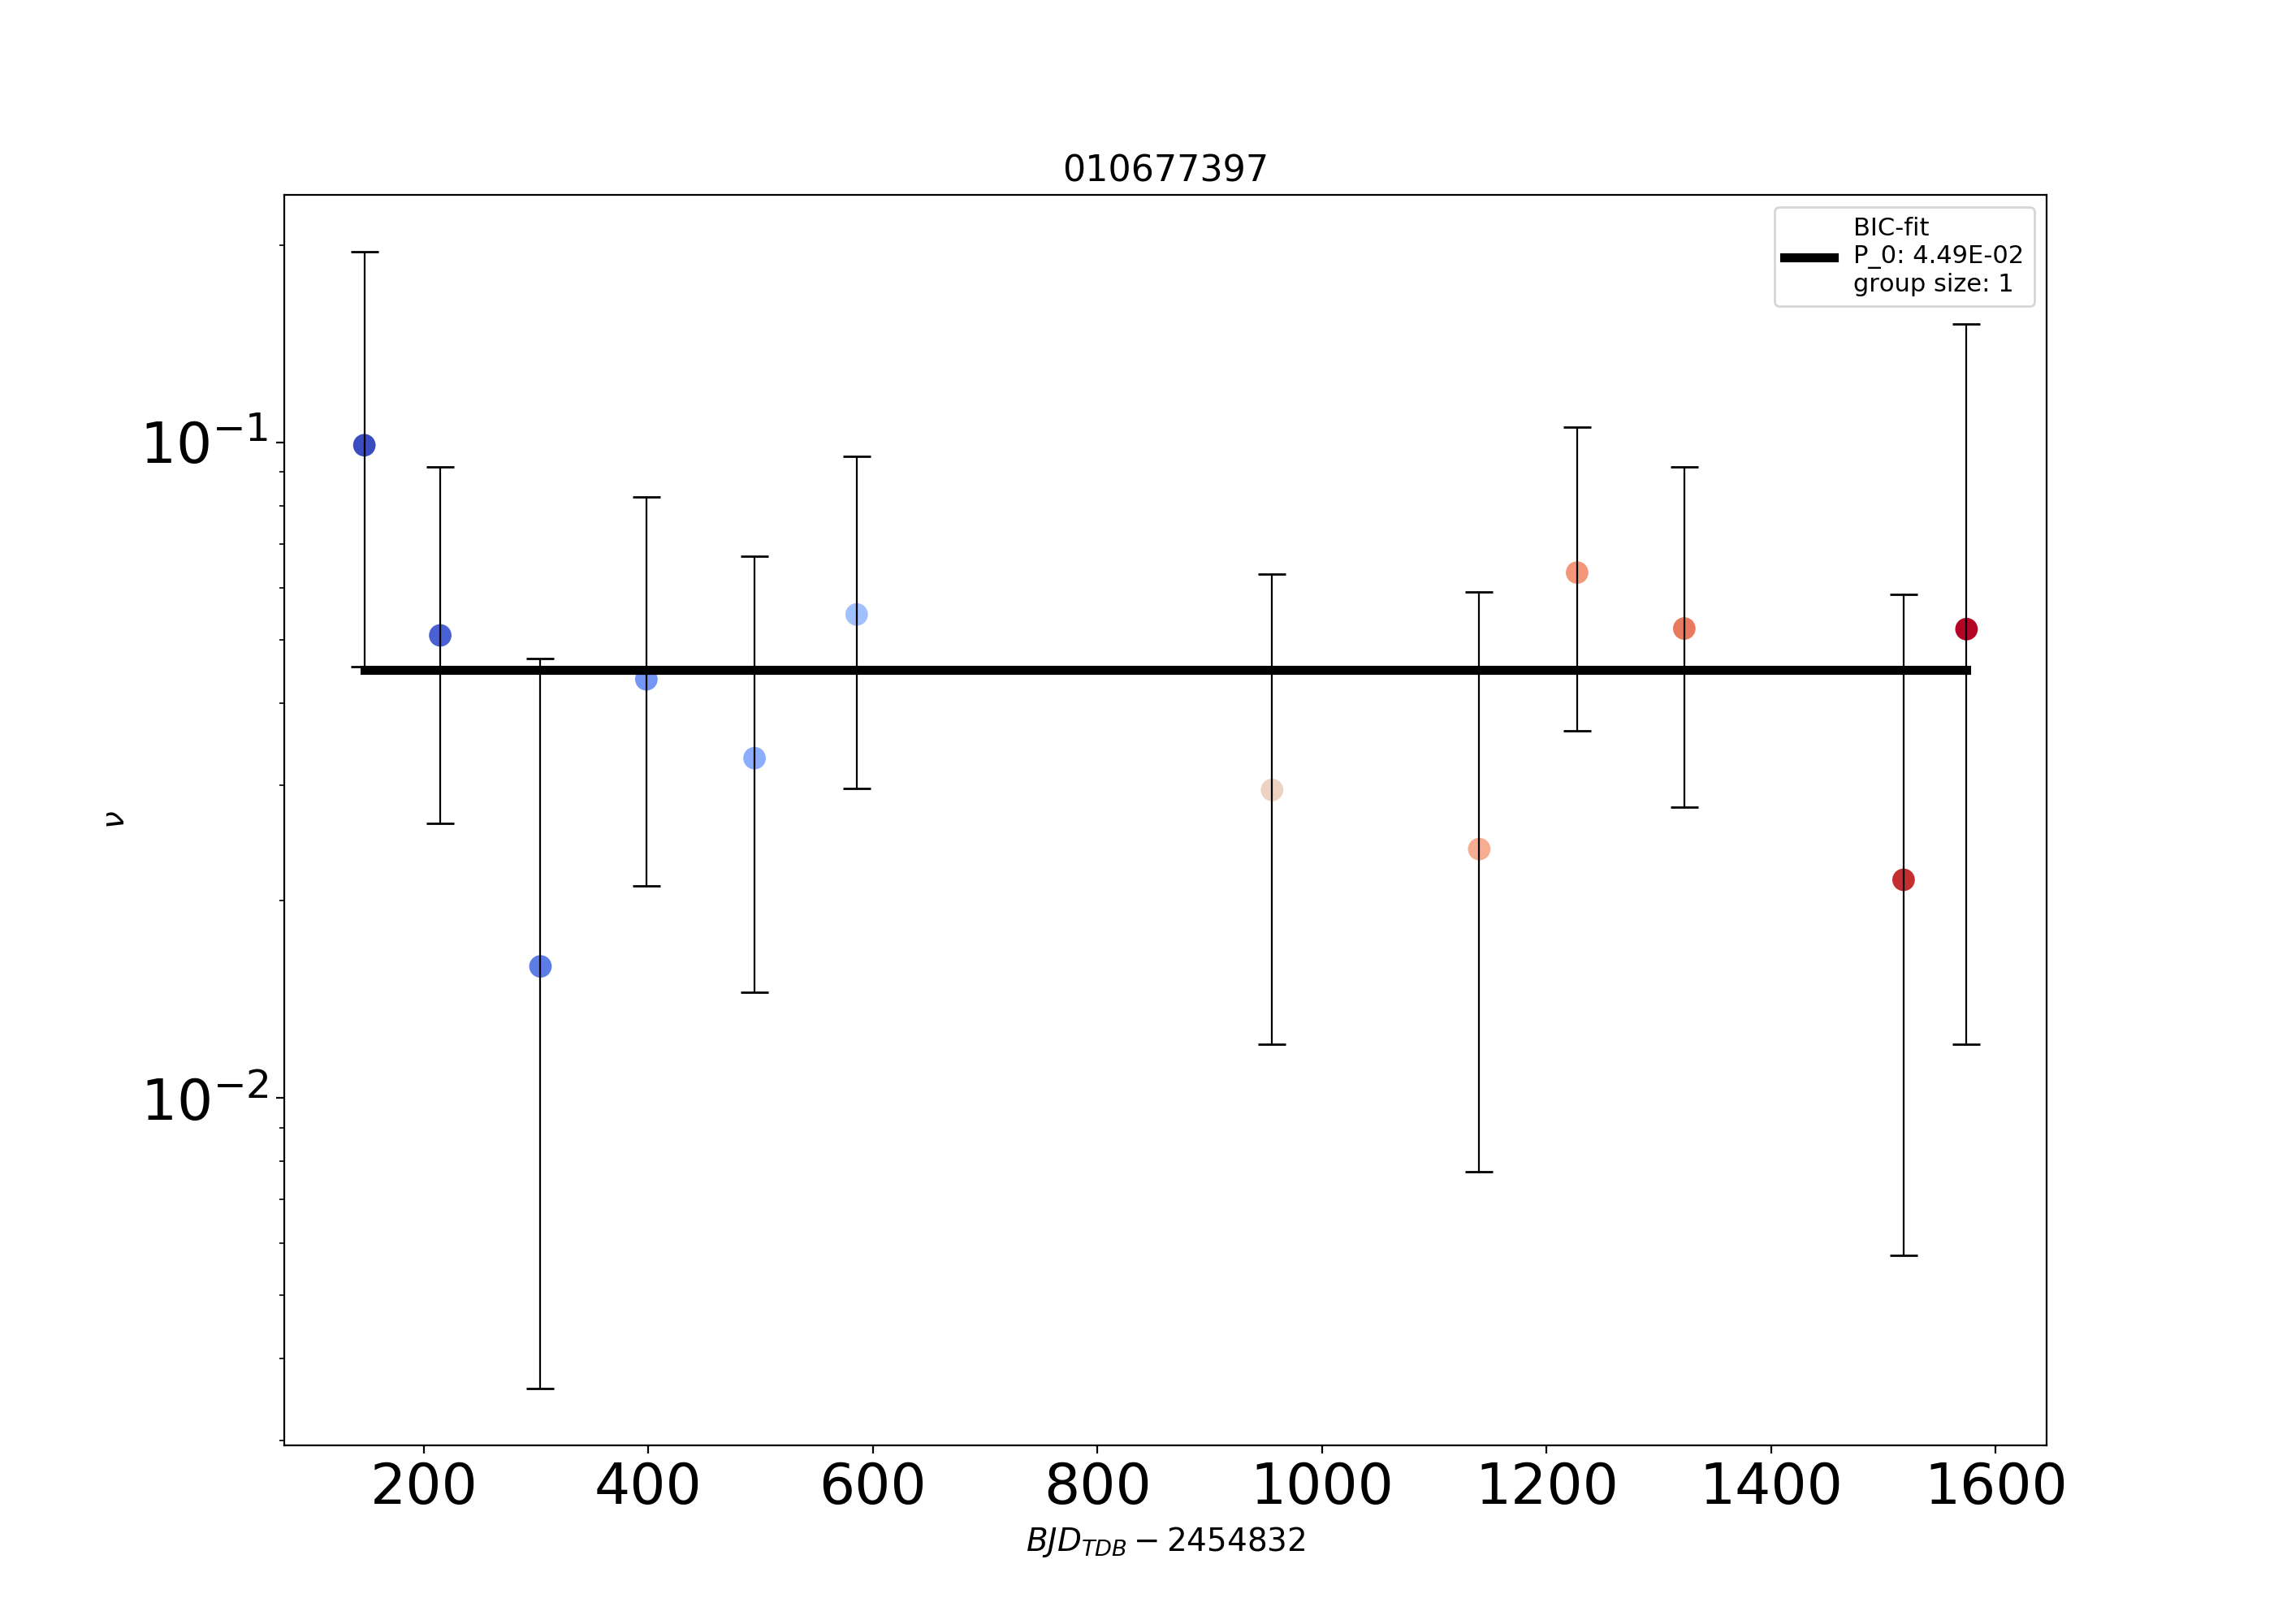 010677397
BIC-fit
P_0: 4.49E-02
group size: 1
10⁻¹
10⁻²
ν
200 400 600 800 1000 1200 1400 1600
BJD_{TDB} − 2454832